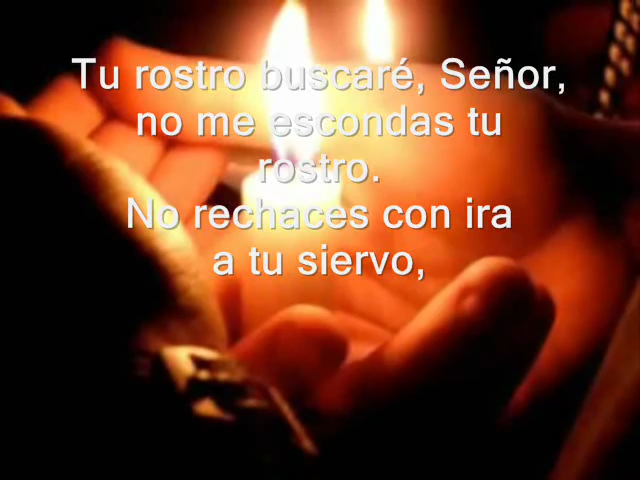 Tu rostro buscaré, Señor,
no me escondas tu
rostro.
No rechaces con ira
a tu siervo,